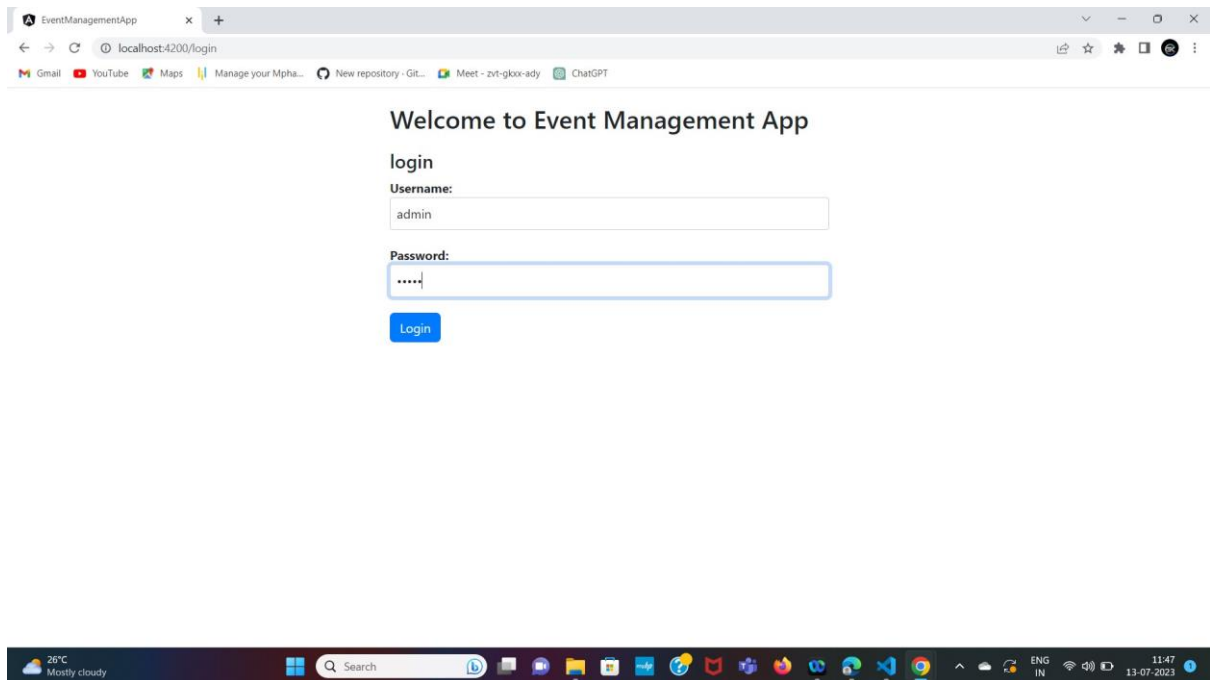 EventManagementApp
localhost:4200/login
Gmail YouTube Maps Manage your Mpha... New repository · Git... Meet - zvt-gkxx-ady ChatGPT
Welcome to Event Management App
login
Username:
admin
Password:
•••••
Login
26°C
Mostly cloudy
Search
ENG
IN
11:47
13-07-2023
1